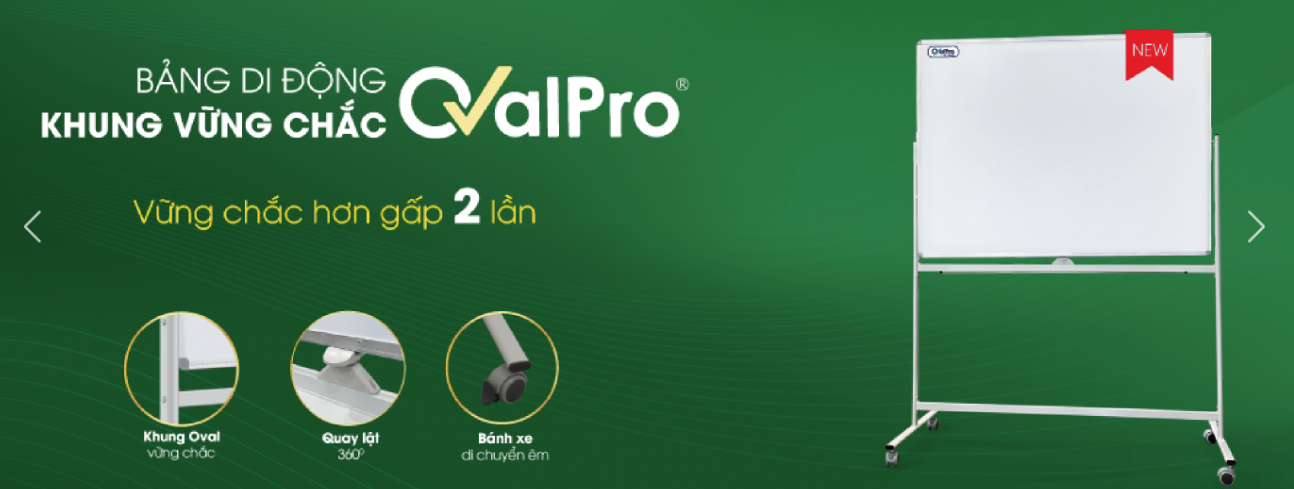 BẢNG DI ĐỘNG
KHUNG VỮNG CHẮC
OvalPro®
Vững chắc hơn gấp 2 lần
NEW
OvalPro
Khung Oval
vững chắc
Quay lật
360⁰
Bánh xe
di chuyển êm